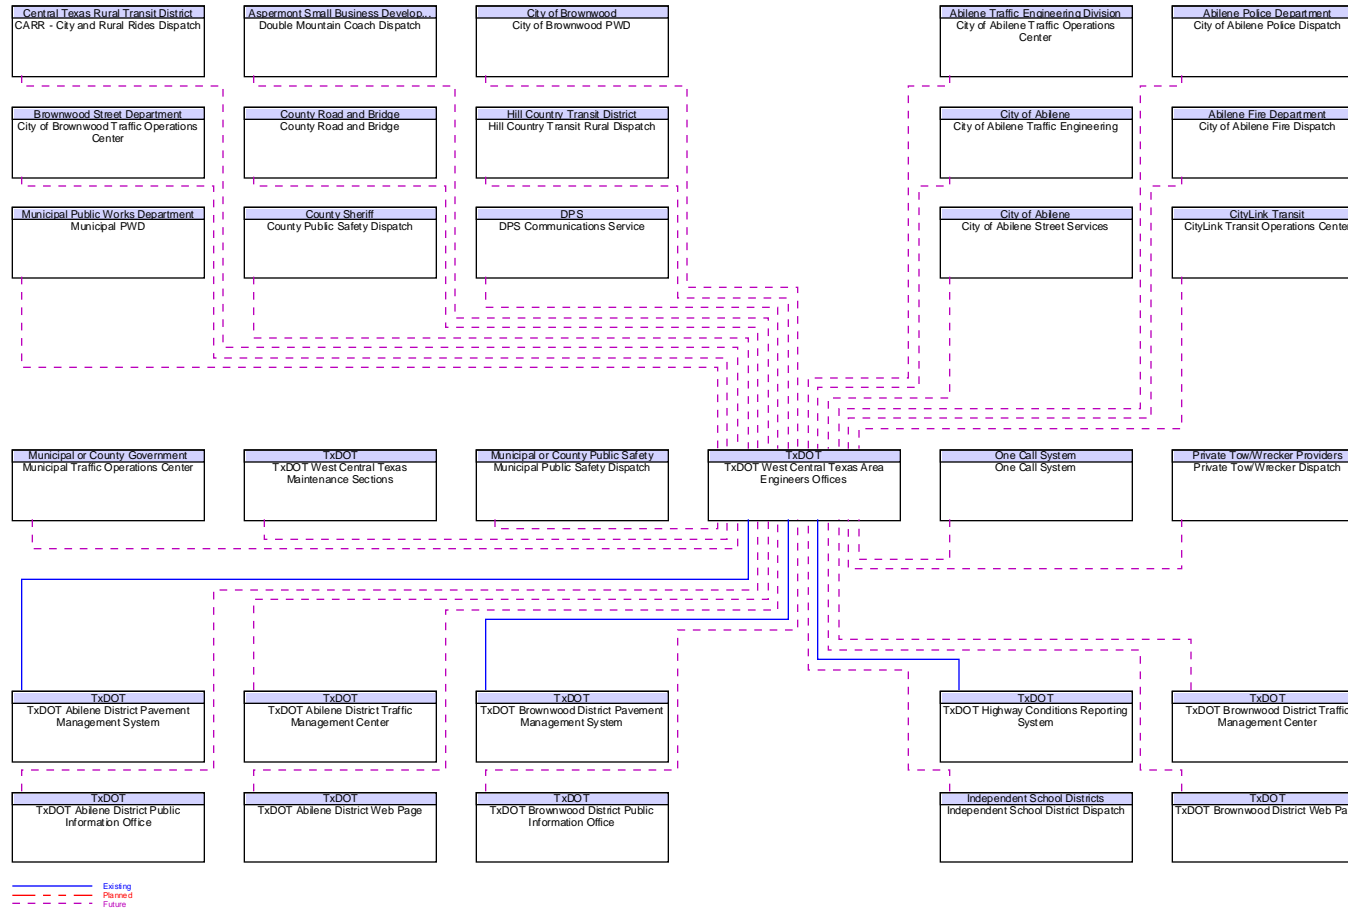 Central Texas Rural Transit District
CARR - City and Rural Rides Dispatch
Aspermont Small Business Develop...
Double Mountain Coach Dispatch
City of Brownwood
City of Brownwood PWD
Abilene Traffic Engineering Division
City of Abilene Traffic Operations
Center
Abilene Police Department
City of Abilene Police Dispatch
Brownwood Street Department
City of Brownwood Traffic Operations
Center
County Road and Bridge
County Road and Bridge
Hill Country Transit District
Hill Country Transit Rural Dispatch
City of Abilene
City of Abilene Traffic Engineering
Abilene Fire Department
City of Abilene Fire Dispatch
Municipal Public Works Department
Municipal PWD
County Sheriff
County Public Safety Dispatch
DPS
DPS Communications Service
City of Abilene
City of Abilene Street Services
CityLink Transit
CityLink Transit Operations Center
Municipal or County Government
Municipal Traffic Operations Center
TxDOT
TxDOT West Central Texas
Maintenance Sections
Municipal or County Public Safety
Municipal Public Safety Dispatch
TxDOT
TxDOT West Central Texas Area
Engineers Offices
One Call System
One Call System
Private Tow/Wrecker Providers
Private Tow/Wrecker Dispatch
TxDOT
TxDOT Abilene District Pavement
Management System
TxDOT
TxDOT Abilene District Traffic
Management Center
TxDOT
TxDOT Brownwood District Pavement
Management System
TxDOT
TxDOT Highway Conditions Reporting
System
TxDOT
TxDOT Brownwood District Traffic
Management Center
TxDOT
TxDOT Abilene District Public
Information Office
TxDOT
TxDOT Abilene District Web Page
TxDOT
TxDOT Brownwood District Public
Information Office
Independent School Districts
Independent School District Dispatch
TxDOT
TxDOT Brownwood District Web Pa
Existing
Planned
Future